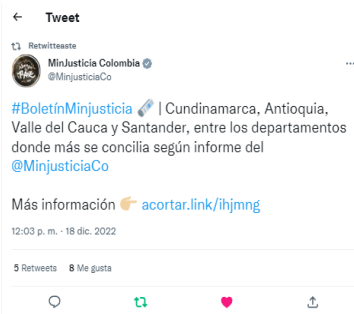 Tweet
Retwitteaste
MinJusticia Colombia
@MinjusticiaCo
#BoletínMinjusticia 🗞️ | Cundinamarca, Antioquia,
Valle del Cauca y Santander, entre los departamentos
donde más se concilia según informe del
@MinjusticiaCo
Más información 👉🏼 acortar.link/ihjmng
12:03 p. m. · 18 dic. 2022
5 Retweets 8 Me gusta